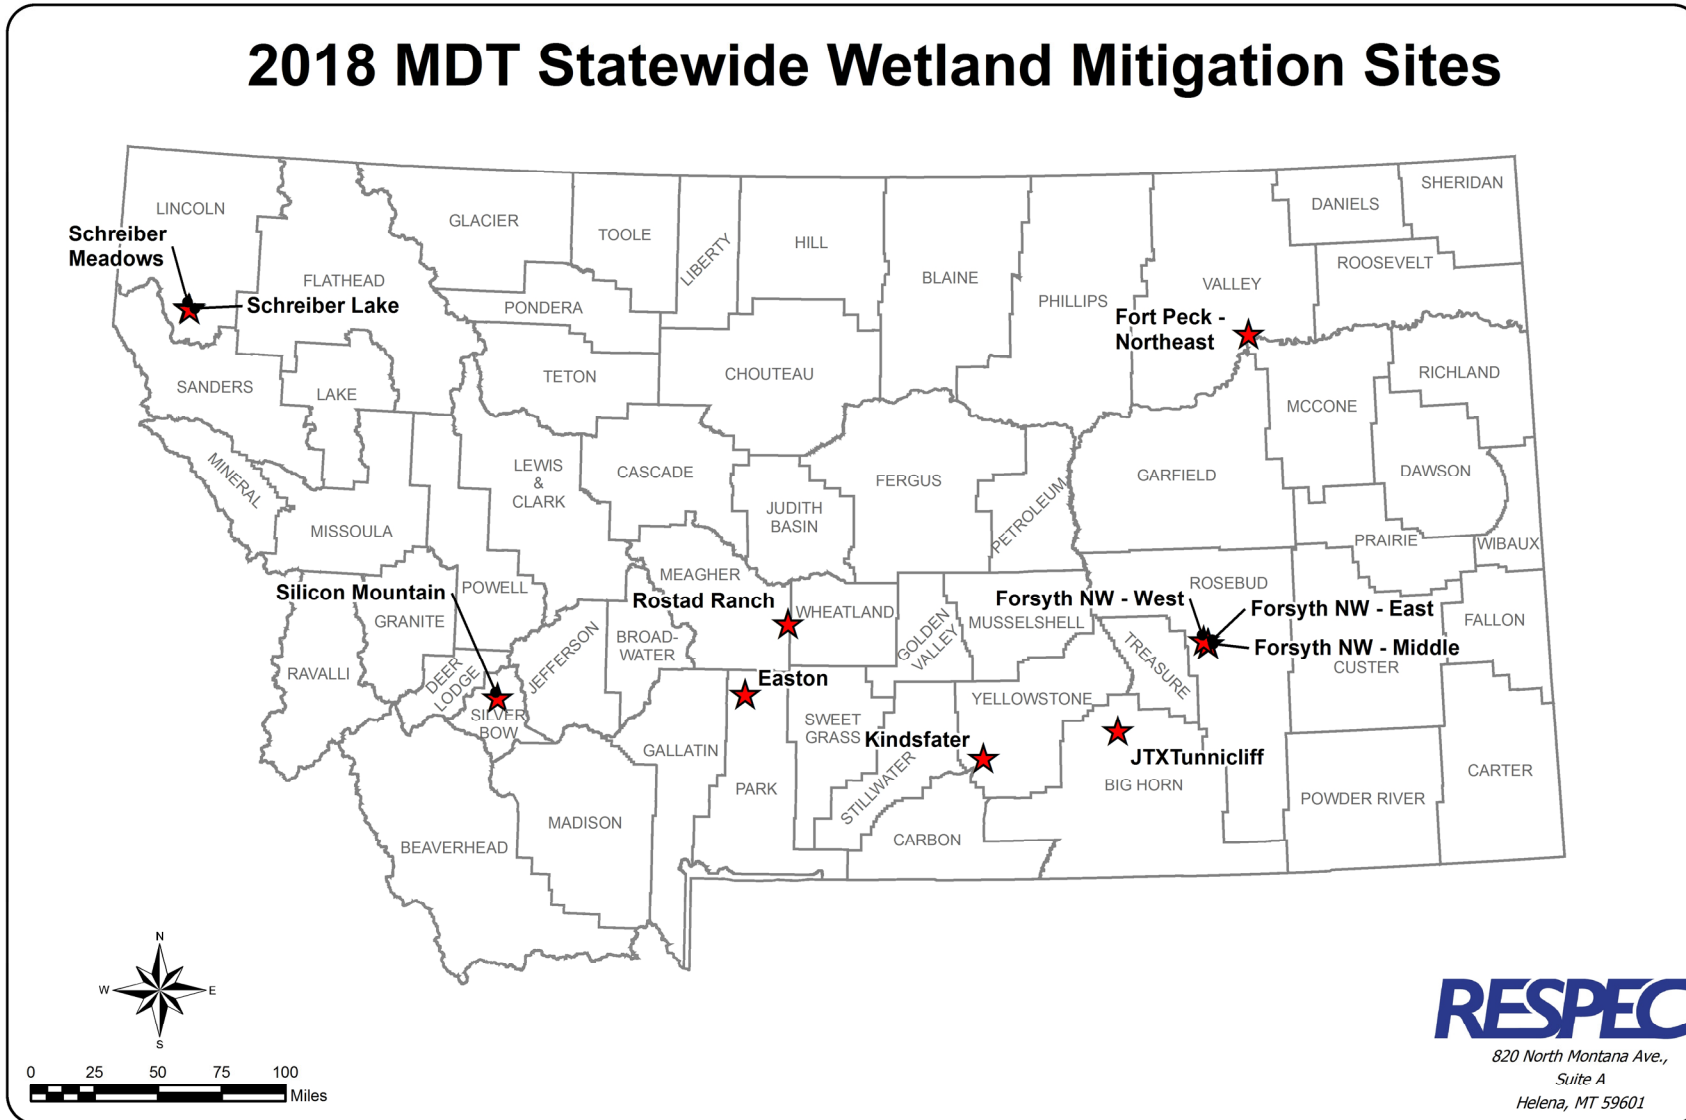 2018 MDT Statewide Wetland Mitigation Sites
LINCOLN
Schreiber
Meadows
Schreiber Lake
FLATHEAD
GLACIER
TOOLE
LIBERTY
HILL
BLAINE
PHILLIPS
VALLEY
DANIELS
SHERIDAN
ROOSEVELT
PONDERA
Fort Peck -
Northeast
SANDERS
LAKE
TETON
CHOUTEAU
RICHLAND
MCCONE
MINERAL
LEWIS
&
CLARK
CASCADE
JUDITH
BASIN
FERGUS
PETROLEUM
GARFIELD
DAWSON
MISSOULA
PRAIRIE
WIBAUX
Silicon Mountain
POWELL
MEAGHER
Rostad Ranch
WHEATLAND
GOLDEN
VALLEY
MUSSELSHELL
ROSEBUD
Forsyth NW - West
Forsyth NW - East
Forsyth NW - Middle
FALLON
GRANITE
RAVALLI
DEER
LODGE
SILVER
BOW
JEFFERSON
BROAD-
WATER
Easton
TREASURE
CUSTER
YELLOWSTONE
SWEET
GRASS
GALLATIN
PARK
Kindsfater
STILLWATER
JTXTunnicliff
BIG HORN
CARTER
POWDER RIVER
CARBON
MADISON
BEAVERHEAD
N
W
E
S
0 25 50 75 100
Miles
RESPEC
820 North Montana Ave.,
Suite A
Helena, MT 59601